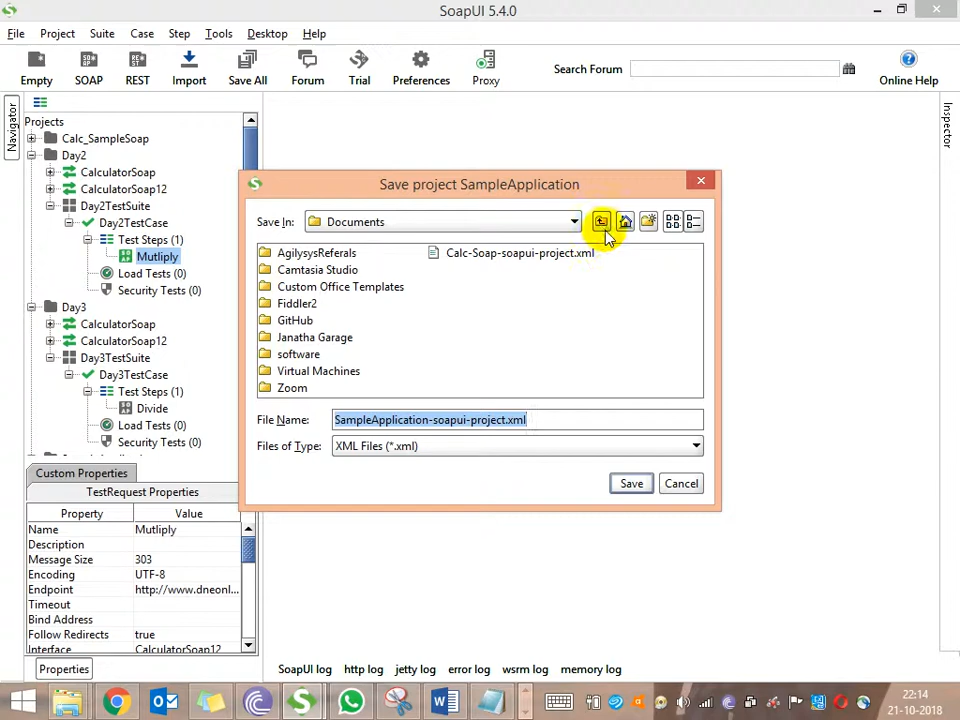 SoapUI 5.4.0
File Project Suite Case Step Tools Desktop Help
Empty SOAP REST Import Save All Forum Trial Preferences Proxy Search Forum Online Help
Navigator
Inspector
Projects
Calc_SampleSoap
Day2
CalculatorSoap
CalculatorSoap12
Day2TestSuite
Day2TestCase
Test Steps (1)
Mutliply
Load Tests (0)
Security Tests (0)
Day3
CalculatorSoap
CalculatorSoap12
Day3TestSuite
Day3TestCase
Test Steps (1)
Divide
Load Tests (0)
Security Tests (0)
Save project SampleApplication
Save In: Documents
AgilysysReferals Calc-Soap-soapui-project.xml
Camtasia Studio
Custom Office Templates
Fiddler2
GitHub
Janatha Garage
software
Virtual Machines
Zoom
File Name: SampleApplication-soapui-project.xml
Files of Type: XML Files (*.xml)
Save Cancel
Custom Properties
TestRequest Properties
Property Value
Name Mutliply
Description
Message Size 303
Encoding UTF-8
Endpoint http://www.dneonl...
Timeout
Bind Address
Follow Redirects true
Interface CalculatorSoap12
Properties
SoapUI log http log jetty log error log wsrm log memory log
22:14
21-10-2018